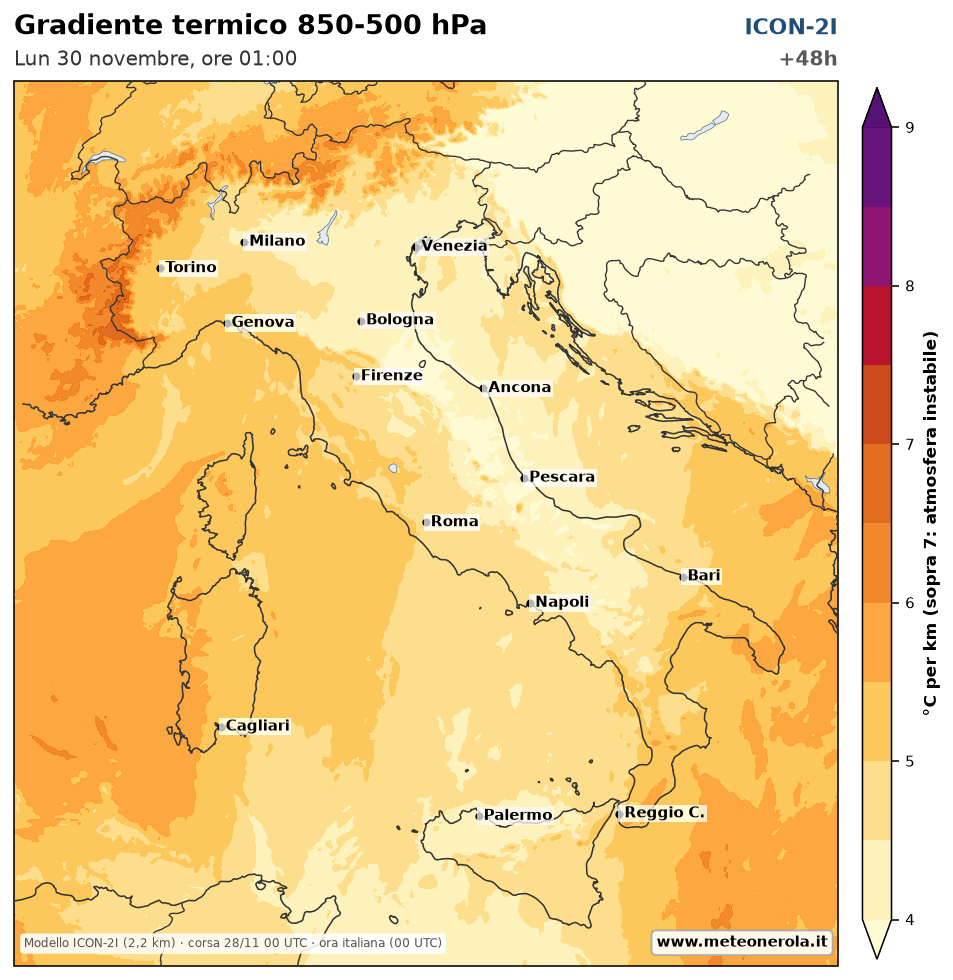 Gradiente termico 850-500 hPa
ICON-2I
Lun 30 novembre, ore 01:00
+48h
Milano
Venezia
Torino
Genova
Bologna
Firenze
Ancona
Pescara
Roma
Bari
Napoli
Cagliari
Palermo
Reggio C.
9
8
7
6
5
4
°C per km (sopra 7: atmosfera instabile)
Modello ICON-2I (2,2 km) · corsa 28/11 00 UTC · ora italiana (00 UTC)
www.meteonerola.it